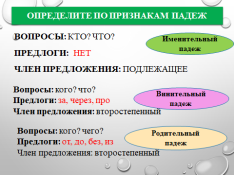 ОПРЕДЕЛИТЕ ПО ПРИЗНАКАМ ПАДЕЖ
ВОПРОСЫ: КТО? ЧТО?
ПРЕДЛОГИ: НЕТ
ЧЛЕН ПРЕДЛОЖЕНИЯ: ПОДЛЕЖАЩЕЕ
Именительный
падеж
Вопросы: кого? что?
Предлоги: за, через, про
Член предложения: второстепенный
Винительный
падеж
Вопросы: кого? чего?
Предлоги: от, до, без, из
Член предложения: второстепенный
Родительный
падеж